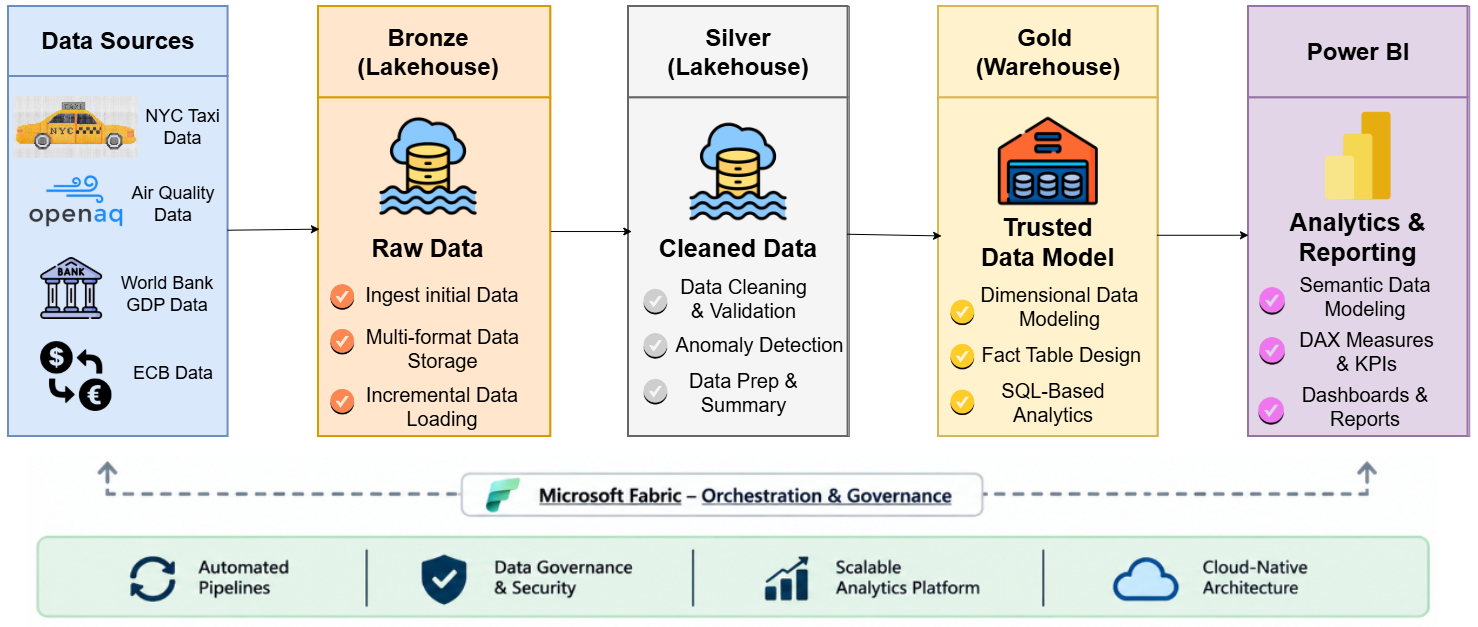 Data Sources
TAXI
NYC
NYC Taxi
Data
openaq
Air Quality
Data
BANK
World Bank
GDP Data
$
€
ECB Data
Bronze
(Lakehouse)
Raw Data
Ingest initial Data
Multi-format Data
Storage
Incremental Data
Loading
Silver
(Lakehouse)
Cleaned Data
Data Cleaning
& Validation
Anomaly Detection
Data Prep &
Summary
Gold
(Warehouse)
Trusted
Data Model
Dimensional Data
Modeling
Fact Table Design
SQL-Based
Analytics
Power BI
Analytics &
Reporting
Semantic Data
Modeling
DAX Measures
& KPIs
Dashboards &
Reports
Microsoft Fabric – Orchestration & Governance
Automated
Pipelines
Data Governance
& Security
Scalable
Analytics Platform
Cloud-Native
Architecture